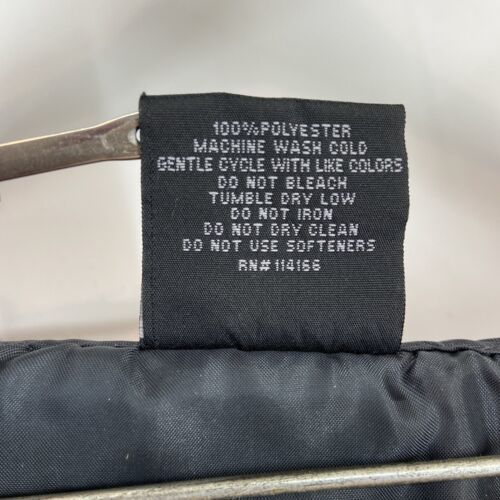 100%POLYESTER
MACHINE WASH COLD
GENTLE CYCLE WITH LIKE COLORS
DO NOT BLEACH
TUMBLE DRY LOW
DO NOT IRON
DO NOT DRY CLEAN
DO NOT USE SOFTENERS
RN# 114166